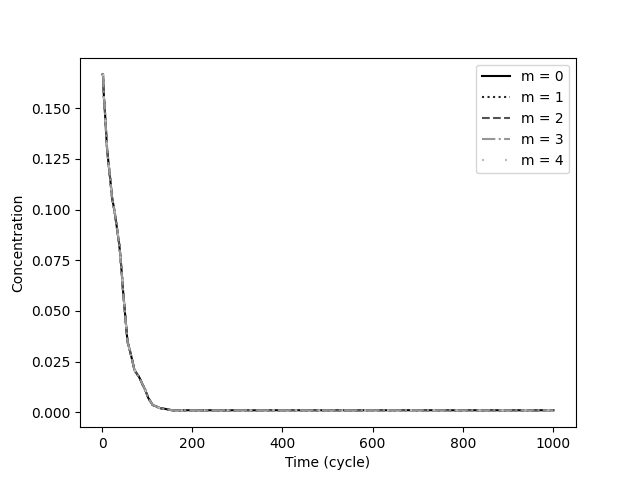 m = 0
m = 1
m = 2
m = 3
m = 4
0.150
0.125
0.100
0.075
0.050
0.025
0.000
Concentration
0 200 400 600 800 1000
Time (cycle)